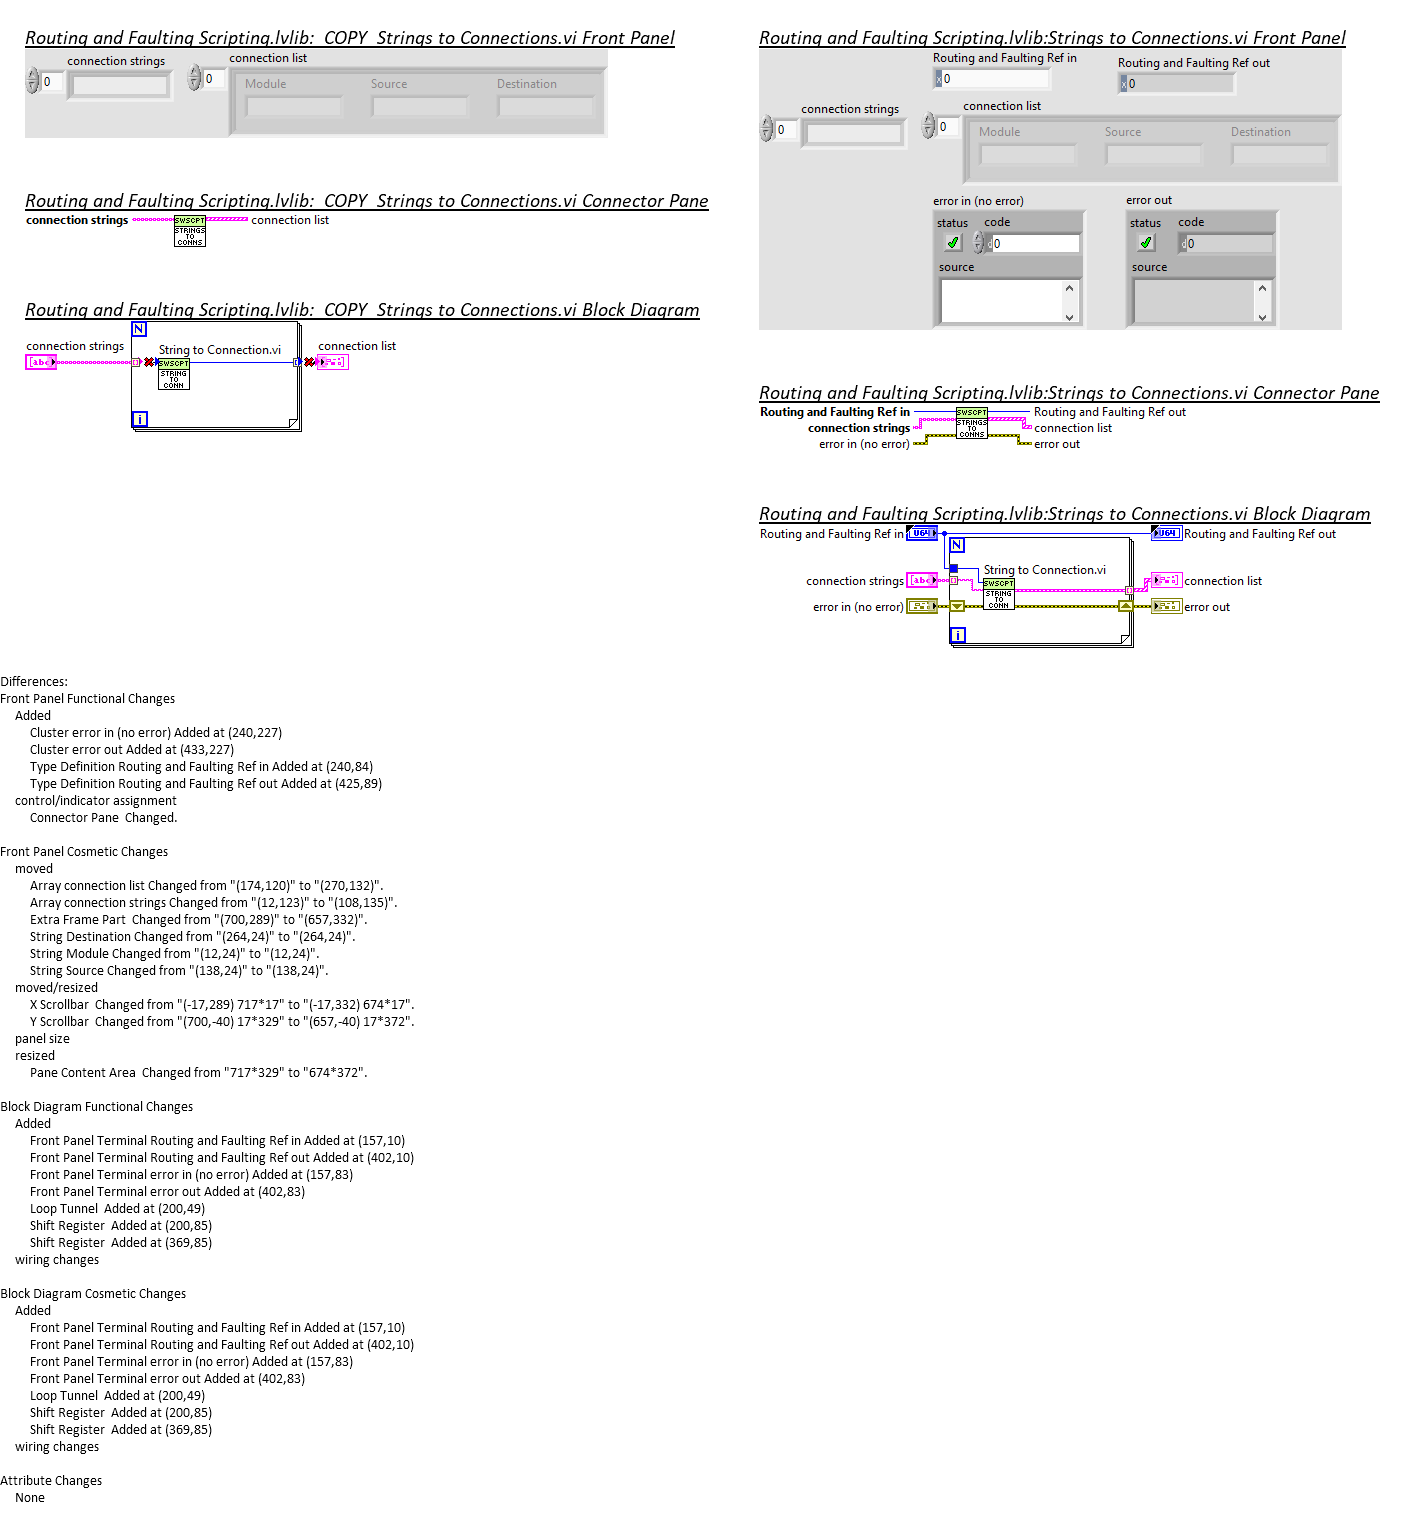 Routing and Faulting Scripting.lvlib:_COPY_Strings to Connections.vi Front Panel
connection strings
connection list
0
0
Module
Source
Destination
Routing and Faulting Scripting.lvlib:_COPY_Strings to Connections.vi Connector Pane
connection strings
SWSCPT
STRINGS
TO
CONNS
connection list
Routing and Faulting Scripting.lvlib:_COPY_Strings to Connections.vi Block Diagram
N
connection strings
String to Connection.vi
connection list
[abc]
SWSCPT
STRING
TO
CONN
i
Routing and Faulting Scripting.lvlib:Strings to Connections.vi Front Panel
Routing and Faulting Ref in
Routing and Faulting Ref out
x 0
x 0
connection strings
connection list
0
0
Module
Source
Destination
error in (no error)
error out
status
code
status
code
d 0
d 0
source
source
Routing and Faulting Scripting.lvlib:Strings to Connections.vi Connector Pane
Routing and Faulting Ref in
SWSCPT
STRINGS
TO
CONNS
Routing and Faulting Ref out
connection strings
connection list
error in (no error)
error out
Routing and Faulting Scripting.lvlib:Strings to Connections.vi Block Diagram
Routing and Faulting Ref in
U64
U64
Routing and Faulting Ref out
N
String to Connection.vi
connection strings
[abc]
SWSCPT
STRING
TO
CONN
connection list
error in (no error)
error out
i
Differences:
Front Panel Functional Changes
Added
Cluster error in (no error) Added at (240,227)
Cluster error out Added at (433,227)
Type Definition Routing and Faulting Ref in Added at (240,84)
Type Definition Routing and Faulting Ref out Added at (425,89)
control/indicator assignment
Connector Pane  Changed.
Front Panel Cosmetic Changes
moved
Array connection list Changed from "(174,120)" to "(270,132)".
Array connection strings Changed from "(12,123)" to "(108,135)".
Extra Frame Part  Changed from "(700,289)" to "(657,332)".
String Destination Changed from "(264,24)" to "(264,24)".
String Module Changed from "(12,24)" to "(12,24)".
String Source Changed from "(138,24)" to "(138,24)".
moved/resized
X Scrollbar  Changed from "(-17,289) 717*17" to "(-17,332) 674*17".
Y Scrollbar  Changed from "(700,-40) 17*329" to "(657,-40) 17*372".
panel size
resized
Pane Content Area  Changed from "717*329" to "674*372".
Block Diagram Functional Changes
Added
Front Panel Terminal Routing and Faulting Ref in Added at (157,10)
Front Panel Terminal Routing and Faulting Ref out Added at (402,10)
Front Panel Terminal error in (no error) Added at (157,83)
Front Panel Terminal error out Added at (402,83)
Loop Tunnel  Added at (200,49)
Shift Register  Added at (200,85)
Shift Register  Added at (369,85)
wiring changes
Block Diagram Cosmetic Changes
Added
Front Panel Terminal Routing and Faulting Ref in Added at (157,10)
Front Panel Terminal Routing and Faulting Ref out Added at (402,10)
Front Panel Terminal error in (no error) Added at (157,83)
Front Panel Terminal error out Added at (402,83)
Loop Tunnel  Added at (200,49)
Shift Register  Added at (200,85)
Shift Register  Added at (369,85)
wiring changes
Attribute Changes
None